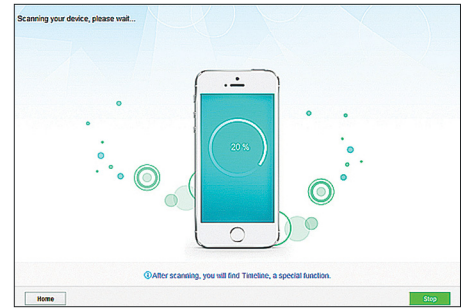 Scanning your device, please wait...
20 %
After scanning, you will find Timeline, a special function.
Home
Stop